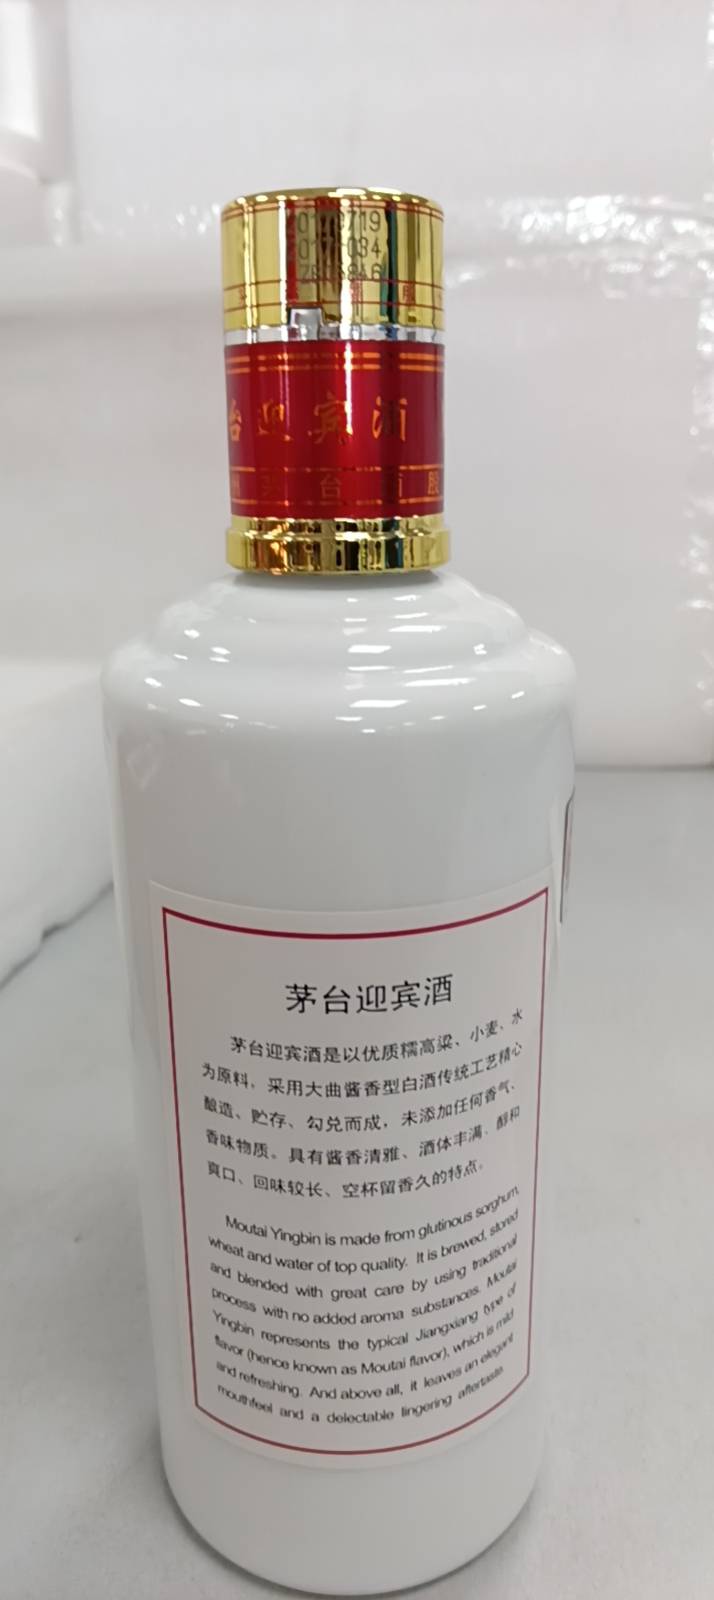 台迎宾酒
台 酒 股
茅台迎宾酒
茅台迎宾酒是以优质糯高粱、小麦、水
为原料，采用大曲酱香型白酒传统工艺精心
酿造、贮存、勾兑而成，未添加任何香气、
香味物质。具有酱香清雅、酒体丰满、醇和
爽口、回味较长、空杯留香久的特点。
Moutai Yingbin is made from glutinous sorghum,
wheat and water of top quality. It is brewed, stored
and blended with great care by using traditional
process with no added aroma substances. Moutai
Yingbin represents the typical Jiangxiang type of
flavor (hence known as Moutai flavor), which is mild
and refreshing. And above all, it leaves an elegant
mouthfeel and a delectable lingering aftertaste.